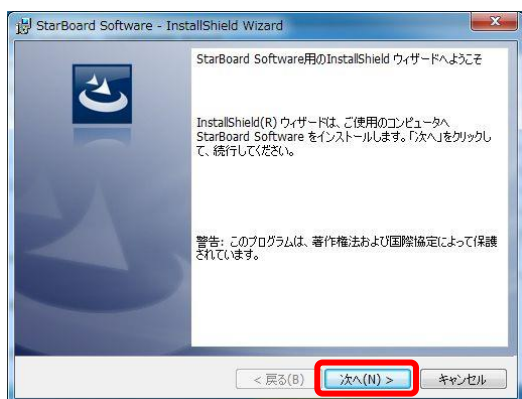 StarBoard Software - InstallShield Wizard
StarBoard Software用のInstallShield ウィザードへようこそ
InstallShield(R) ウィザードは、ご使用のコンピュータへ
StarBoard Software をインストールします。「次へ」をクリックし
て、続行してください。
警告: このプログラムは、著作権法および国際協定によって保護
されています。
< 戻る(B)
次へ(N) >
キャンセル